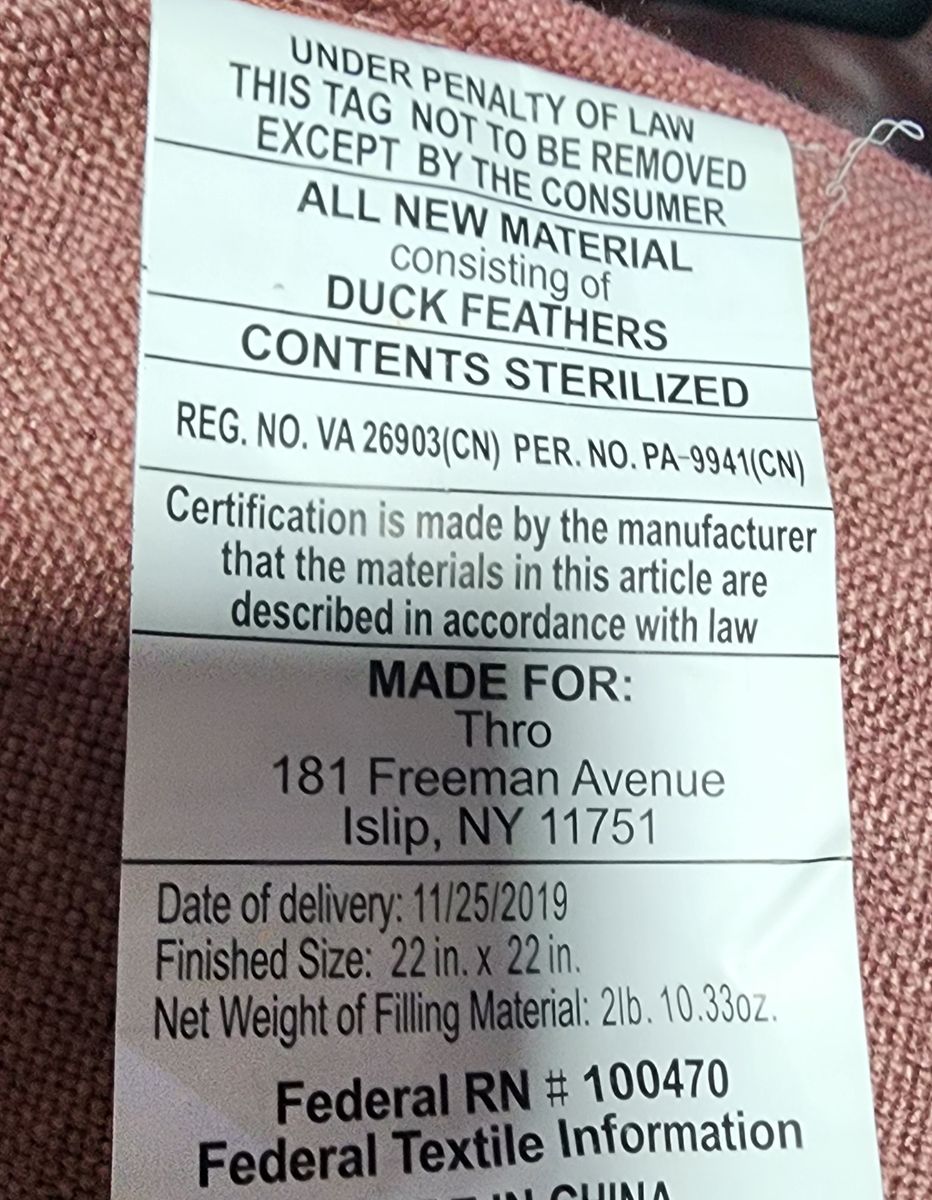 UNDER PENALTY OF LAW
THIS TAG NOT TO BE REMOVED
EXCEPT BY THE CONSUMER
ALL NEW MATERIAL
consisting of
DUCK FEATHERS
CONTENTS STERILIZED
REG. NO. VA 26903(CN) PER. NO. PA-9941(CN)
Certification is made by the manufacturer
that the materials in this article are
described in accordance with law
MADE FOR:
Thro
181 Freeman Avenue
Islip, NY 11751
Date of delivery: 11/25/2019
Finished Size: 22 in. x 22 in.
Net Weight of Filling Material: 2lb. 10.33oz.
Federal RN # 100470
Federal Textile Information
IN CHINA